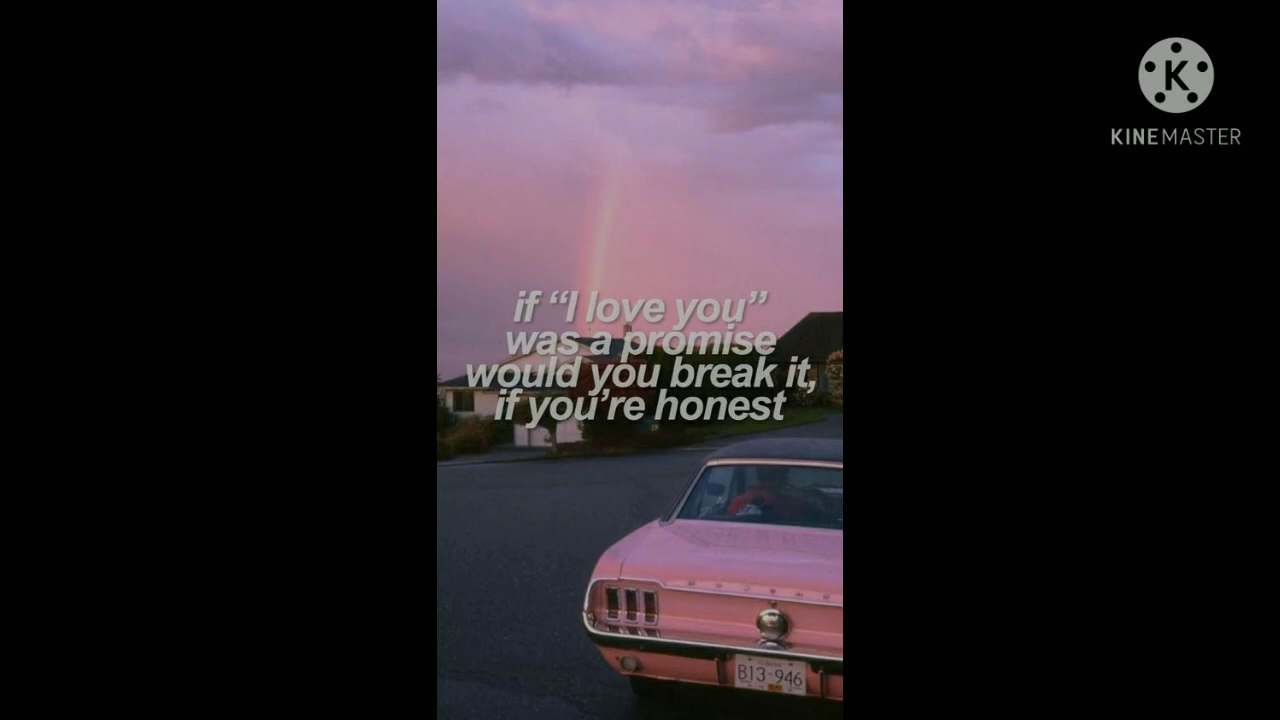 KINEMASTER
if “I love you”
was a promise
would you break it,
if you’re honest
B13-946